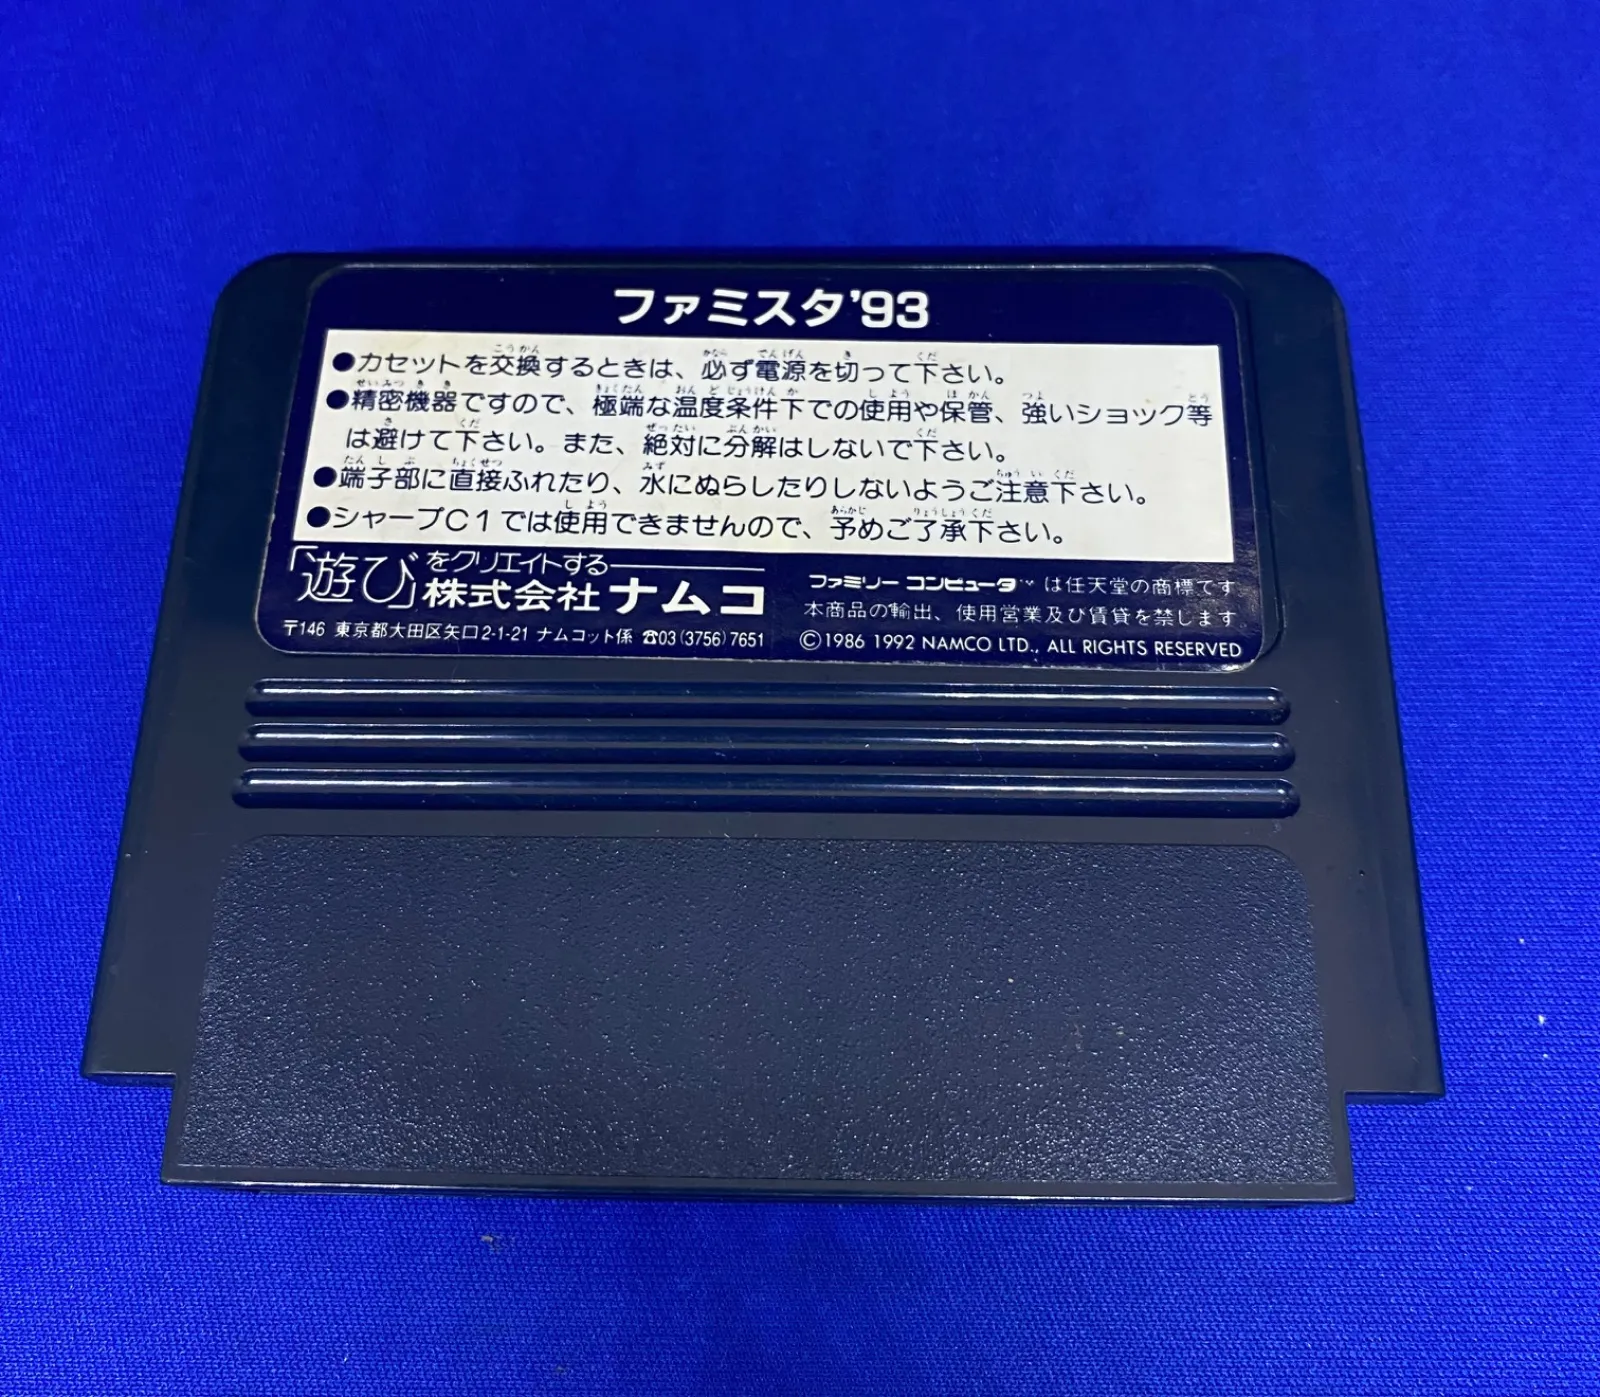 ファミスタ'93
●カセットを交換するときは、必ず電源を切って下さい。
●精密機器ですので、極端な温度条件下での使用や保管、強いショック等
は避けて下さい。また、絶対に分解はしないで下さい。
●端子部に直接ふれたり、水にぬらしたりしないようご注意下さい。
●シャープC1では使用できませんので、予めご了承下さい。
「遊び」をクリエイトする
株式会社ナムコ
〒146 東京都大田区矢口2-1-21 ナムコット係 ☎03(3756)7651
ファミリー コンピュータ™は任天堂の商標です
本商品の輸出、使用営業及び賃貸を禁じます。
©1986 1992 NAMCO LTD., ALL RIGHTS RESERVED